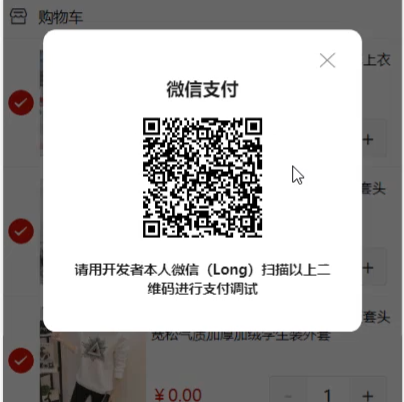 购物车
上衣
微信支付
套头
请用开发者本人微信（Long）扫描以上二
维码进行支付调试
套头
宽松气质加厚加绒学生装外套
￥0.00
- 1 +